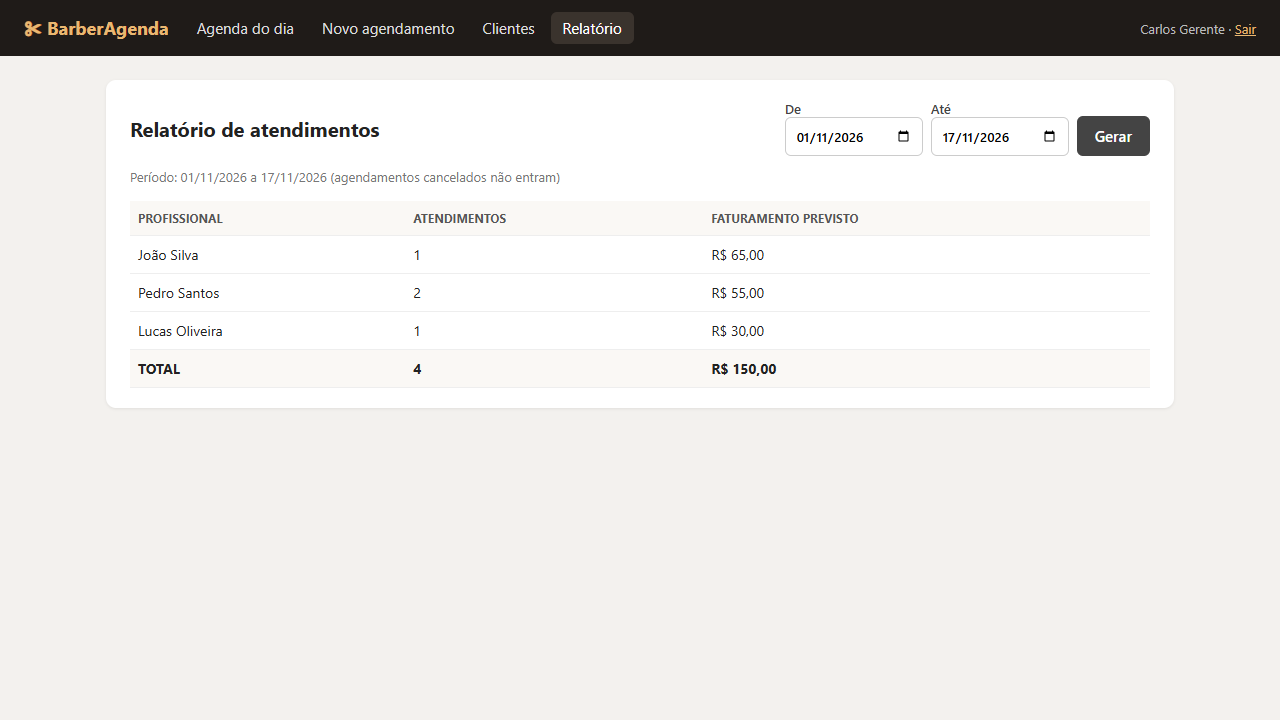 BarberAgenda Agenda do dia Novo agendamento Clientes Relatório Carlos Gerente · Sair
De Até
Relatório de atendimentos 01/11/2026 17/11/2026 Gerar
Período: 01/11/2026 a 17/11/2026 (agendamentos cancelados não entram)
PROFISSIONAL ATENDIMENTOS FATURAMENTO PREVISTO
João Silva 1 R$ 65,00
Pedro Santos 2 R$ 55,00
Lucas Oliveira 1 R$ 30,00
TOTAL 4 R$ 150,00